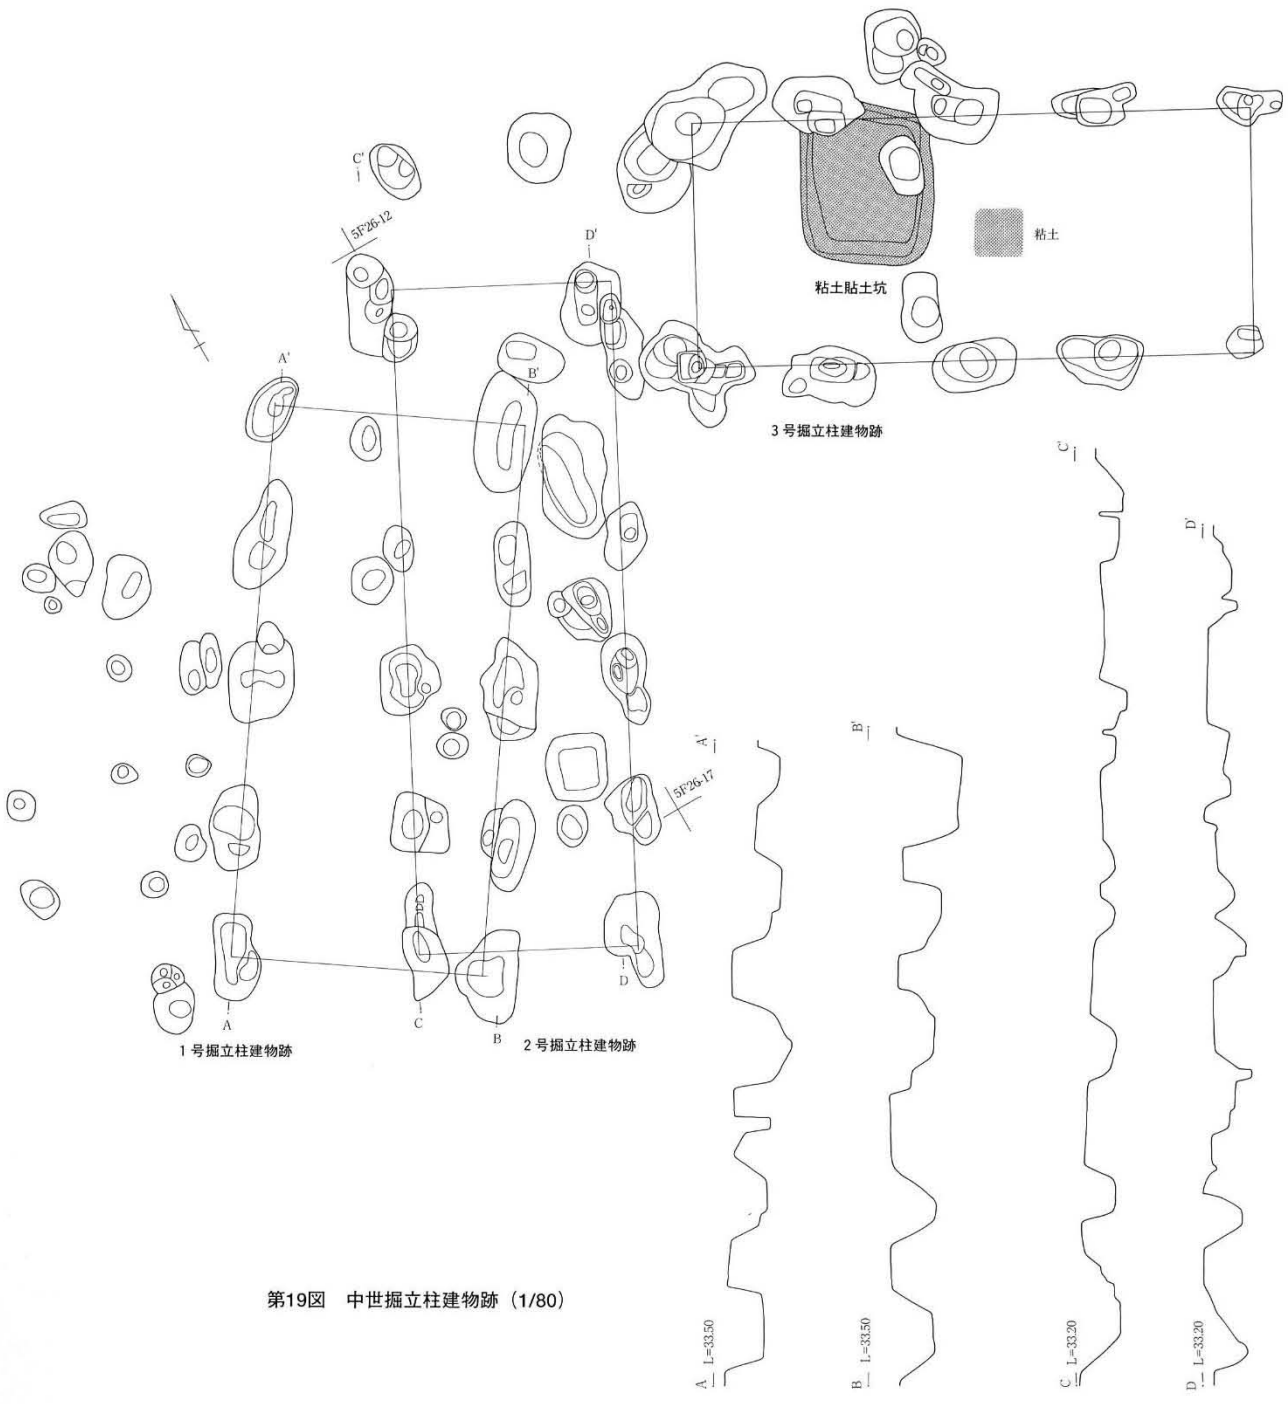 C'
5F26-12
D'
粘土
粘土貼土坑
A'
B'
3号掘立柱建物跡
C'
D'
5F26-17
A'
B'
D
A
C
B
1号掘立柱建物跡
2号掘立柱建物跡
第19図 中世掘立柱建物跡（1/80）
A L=33.50
B L=33.50
C L=33.20
D L=33.20